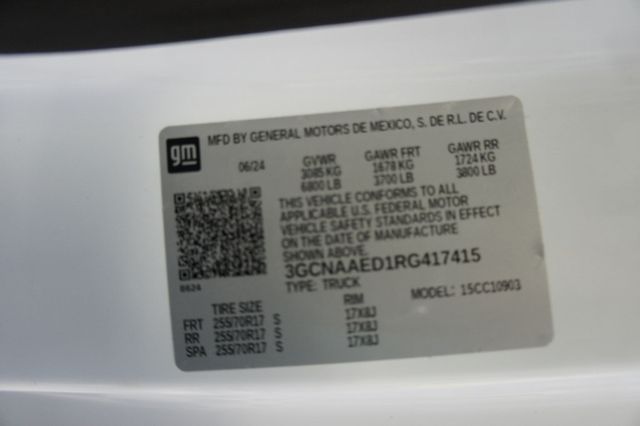 gm
MFD BY GENERAL MOTORS DE MEXICO, S. DE R.L. DE C.V.
06/24 GVWR GAWR FRT GAWR RR
3085 KG 1678 KG 1724 KG
6800 LB 3700 LB 3800 LB
THIS VEHICLE CONFORMS TO ALL
APPLICABLE U.S. FEDERAL MOTOR
VEHICLE SAFETY STANDARDS IN EFFECT
ON THE DATE OF MANUFACTURE
SHOWN ABOVE.
3GCNAAED1RG417415
0624
TYPE: TRUCK MODEL: 15CC10903
TIRE SIZE RIM
FRT 255/70R17 S 17X8J
RR 255/70R17 S 17X8J
SPA 255/70R17 S 17X8J